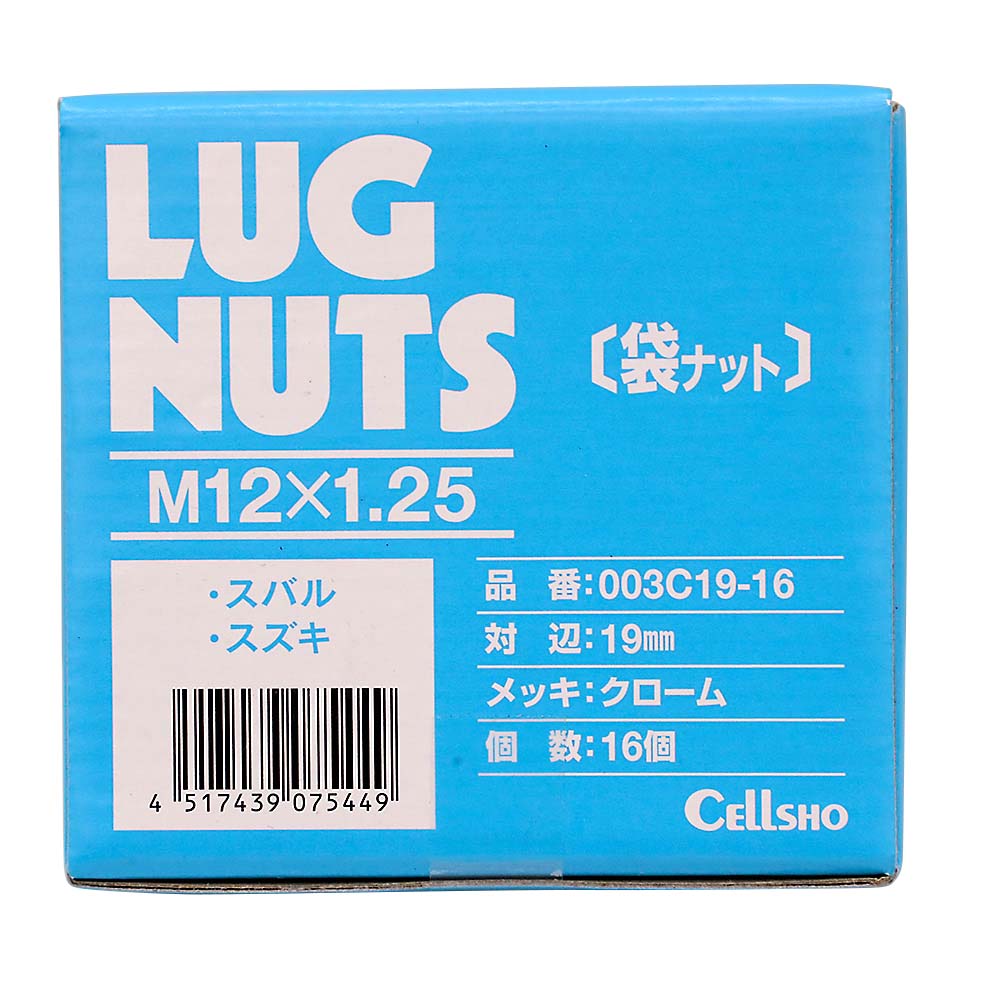 LUG
NUTS
〔袋ナット〕
M12×1.25
・スバル
・スズキ
4 517439 075449
品 番:003C19-16
対 辺:19㎜
メッキ:クローム
個 数:16個
CELLSHO